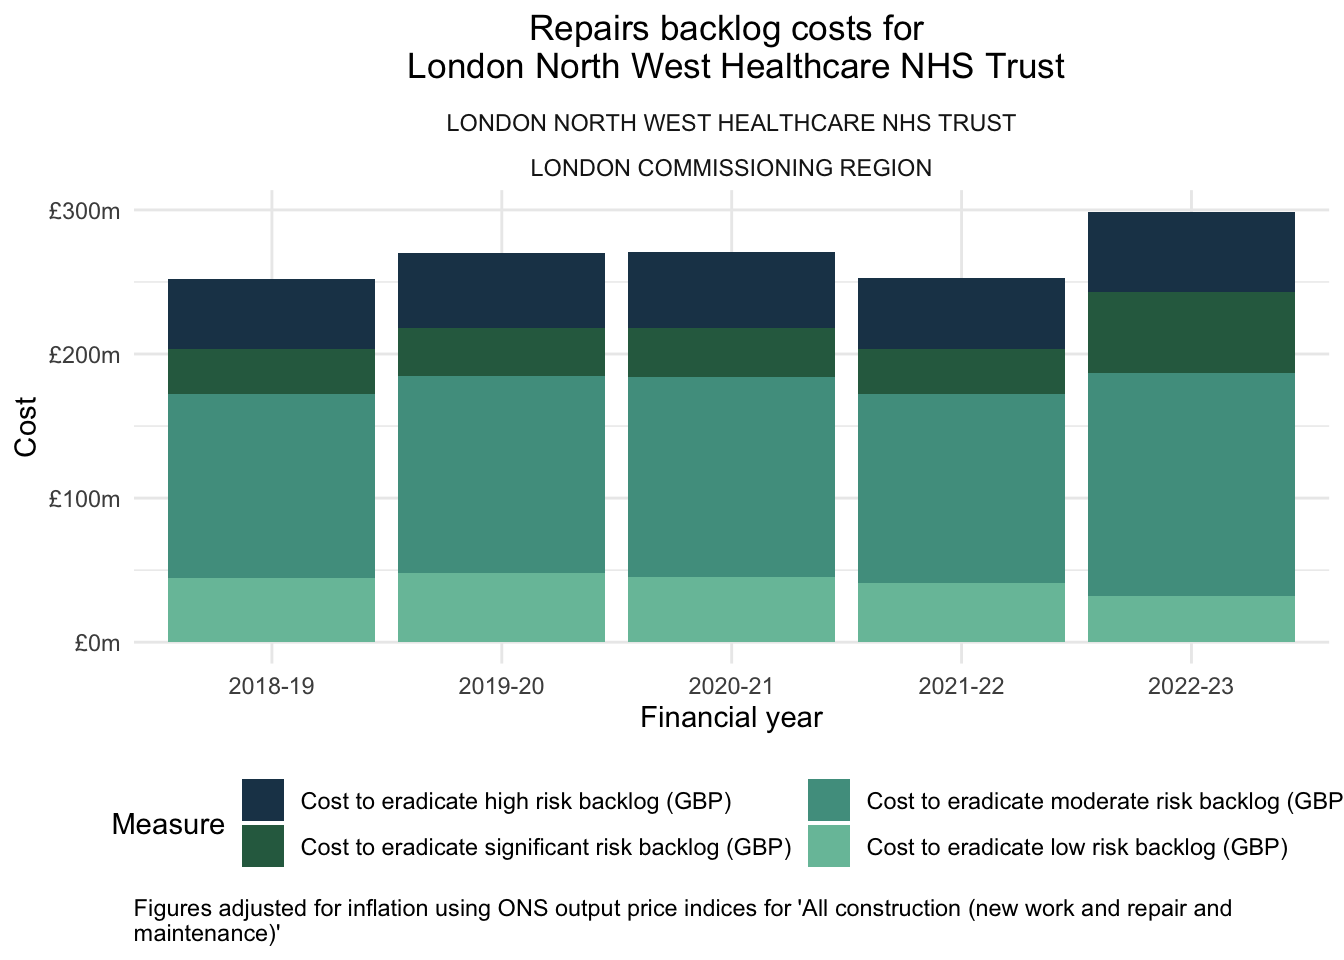 Repairs backlog costs for
London North West Healthcare NHS Trust
LONDON NORTH WEST HEALTHCARE NHS TRUST
LONDON COMMISSIONING REGION
£300m
£200m
£100m
£0m
Cost
2018-19
2019-20
2020-21
2021-22
2022-23
Financial year
Measure
Cost to eradicate high risk backlog (GBP)
Cost to eradicate significant risk backlog (GBP)
Cost to eradicate moderate risk backlog (GBP
Cost to eradicate low risk backlog (GBP)
Figures adjusted for inflation using ONS output price indices for 'All construction (new work and repair and
maintenance)'